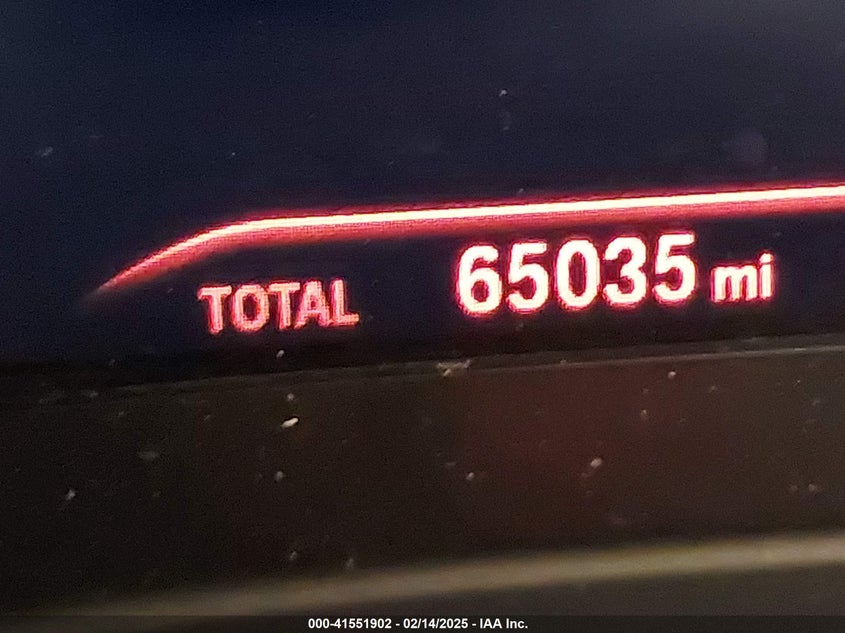 TOTAL 65035 mi
000-41551902 - 02/14/2025 - IAA Inc.